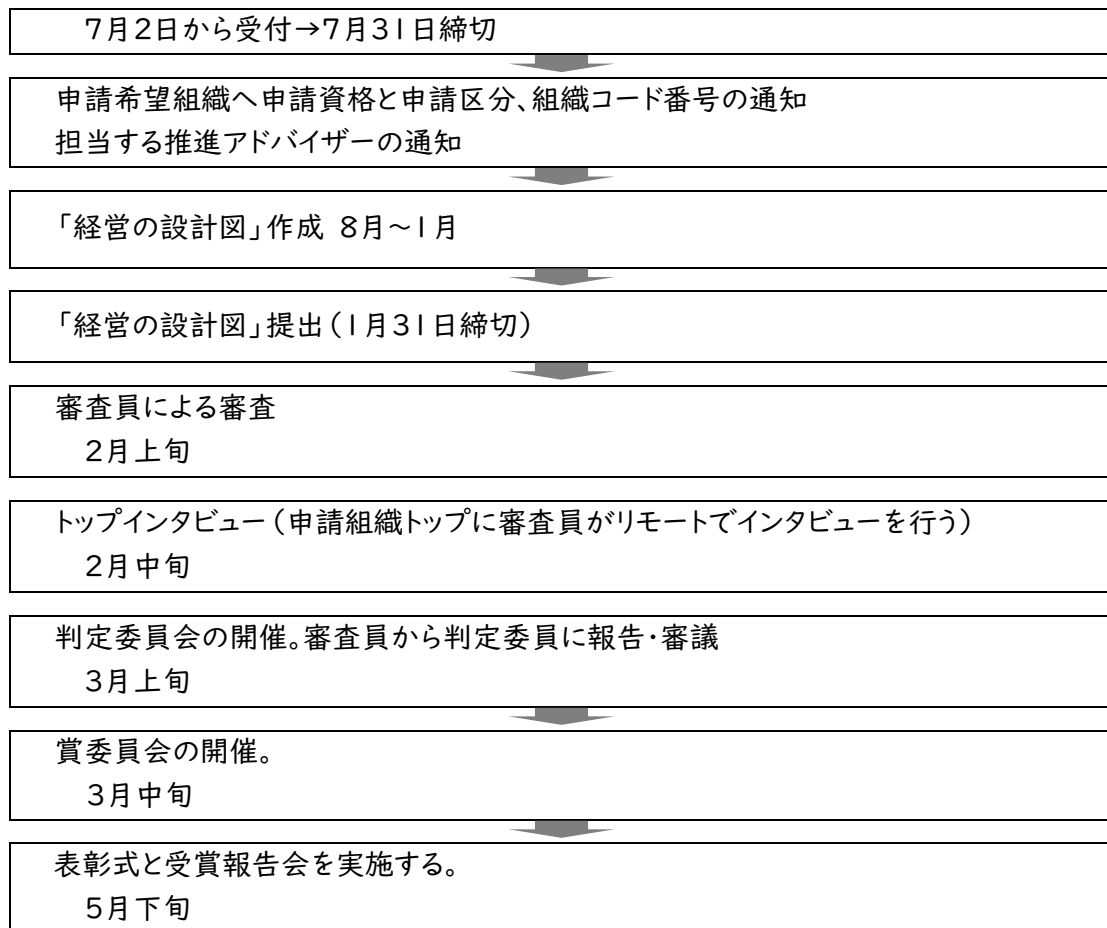 7月2日から受付→7月31日締切
申請希望組織へ申請資格と申請区分、組織コード番号の通知
担当する推進アドバイザーの通知
「経営の設計図」作成 8月~1月
「経営の設計図」提出(1月31日締切)
審査員による審査
2月上旬
トップインタビュー(申請組織トップに審査員がリモートでインタビューを行う)
2月中旬
判定委員会の開催。審査員から判定委員に報告・審議
3月上旬
賞委員会の開催。
3月中旬
表彰式と受賞報告会を実施する。
5月下旬